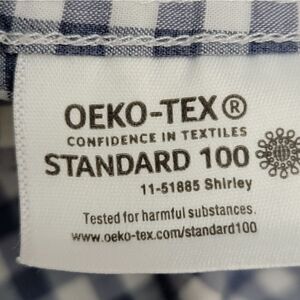 OEKO-TEX®
CONFIDENCE IN TEXTILES
STANDARD 100
11-51885 Shirley
Tested for harmful substances.
www.oeko-tex.com/standard100